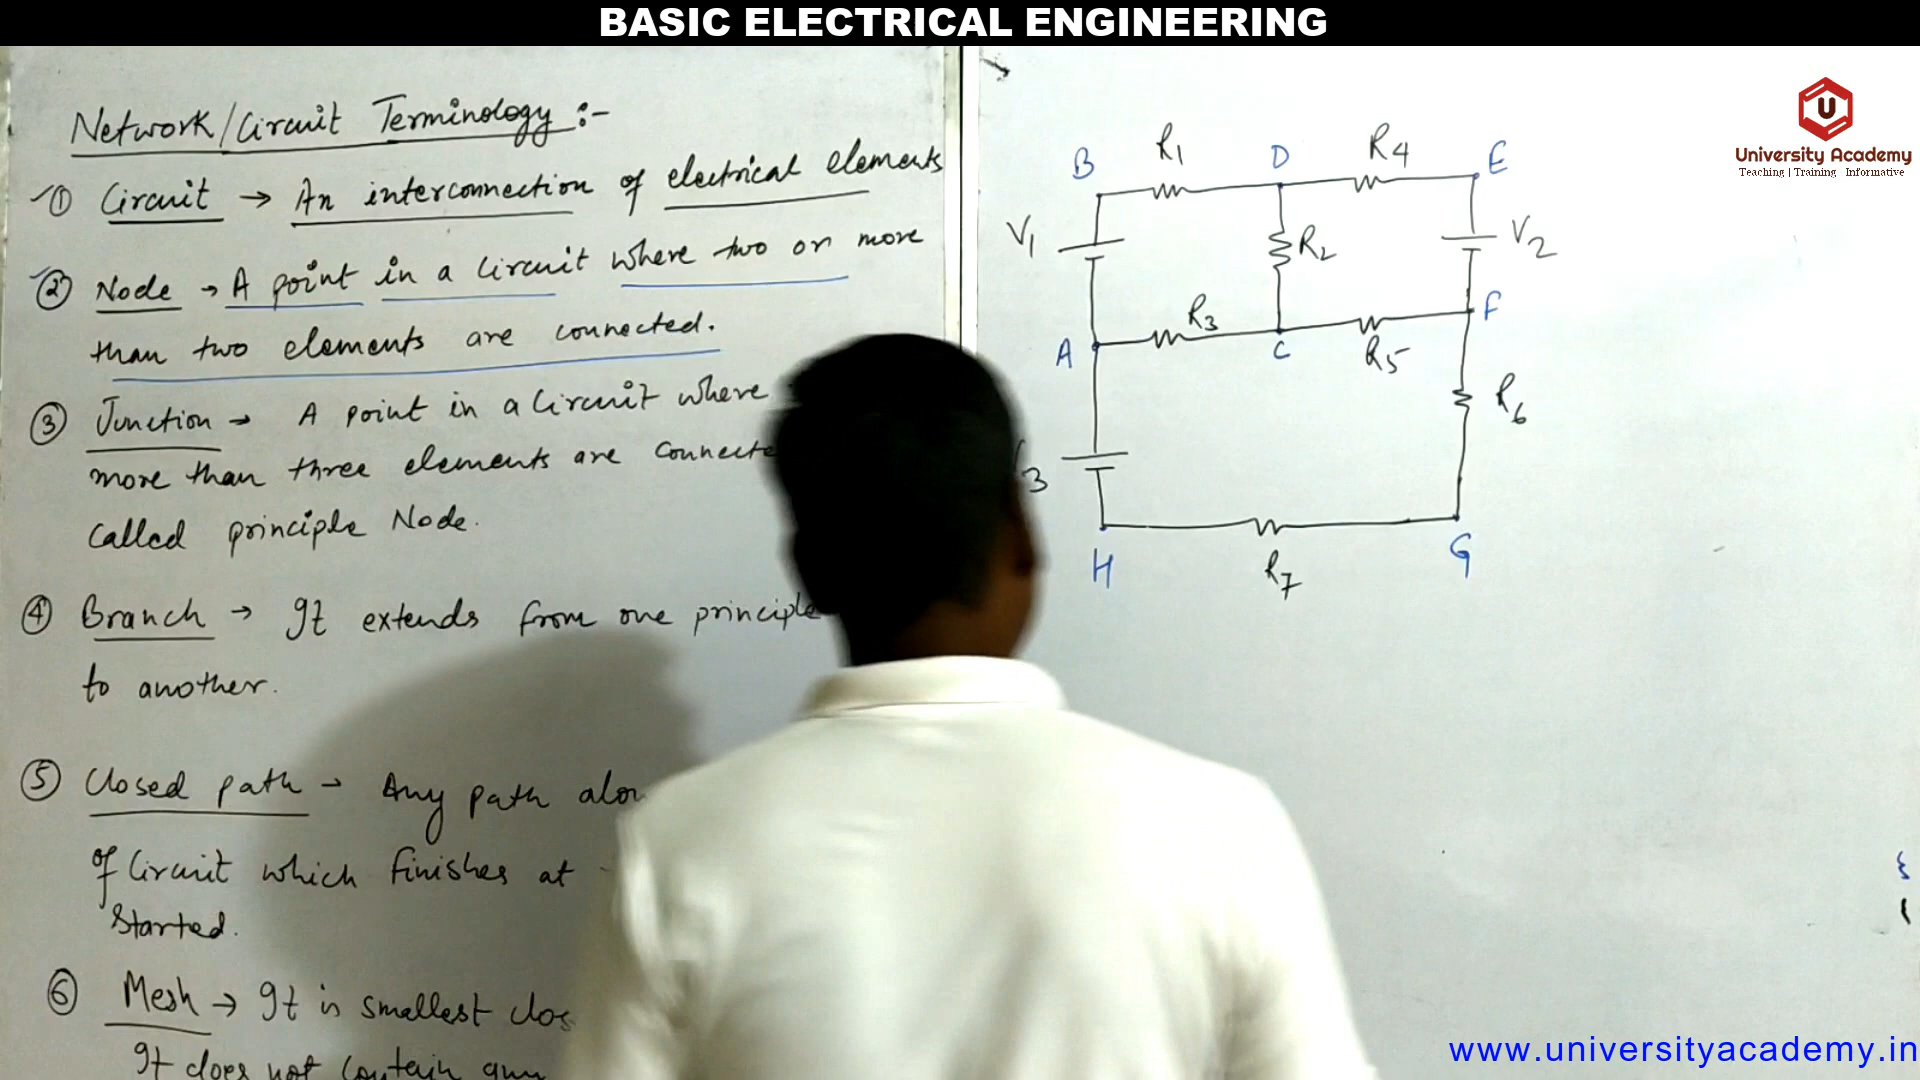 BASIC ELECTRICAL ENGINEERING
Network/Circuit Terminology :-
① Circuit → An interconnection of electrical elements
② Node → A point in a circuit where two or more
than two elements are connected.
③ Junction → A point in a circuit where
more than three elements are
called principle Node.
④ Branch → It extends from one principle
to another.
⑤ Closed path → Any path
of circuit which finishes at
started.
⑥ Mesh → It is smallest
It does not contain any
B R1 D R4 E
V1 R2 V2
A R3 C R5 F
R6
3
H R7 G
U
University Academy
Teaching | Training Informative
www.universityacademy.in